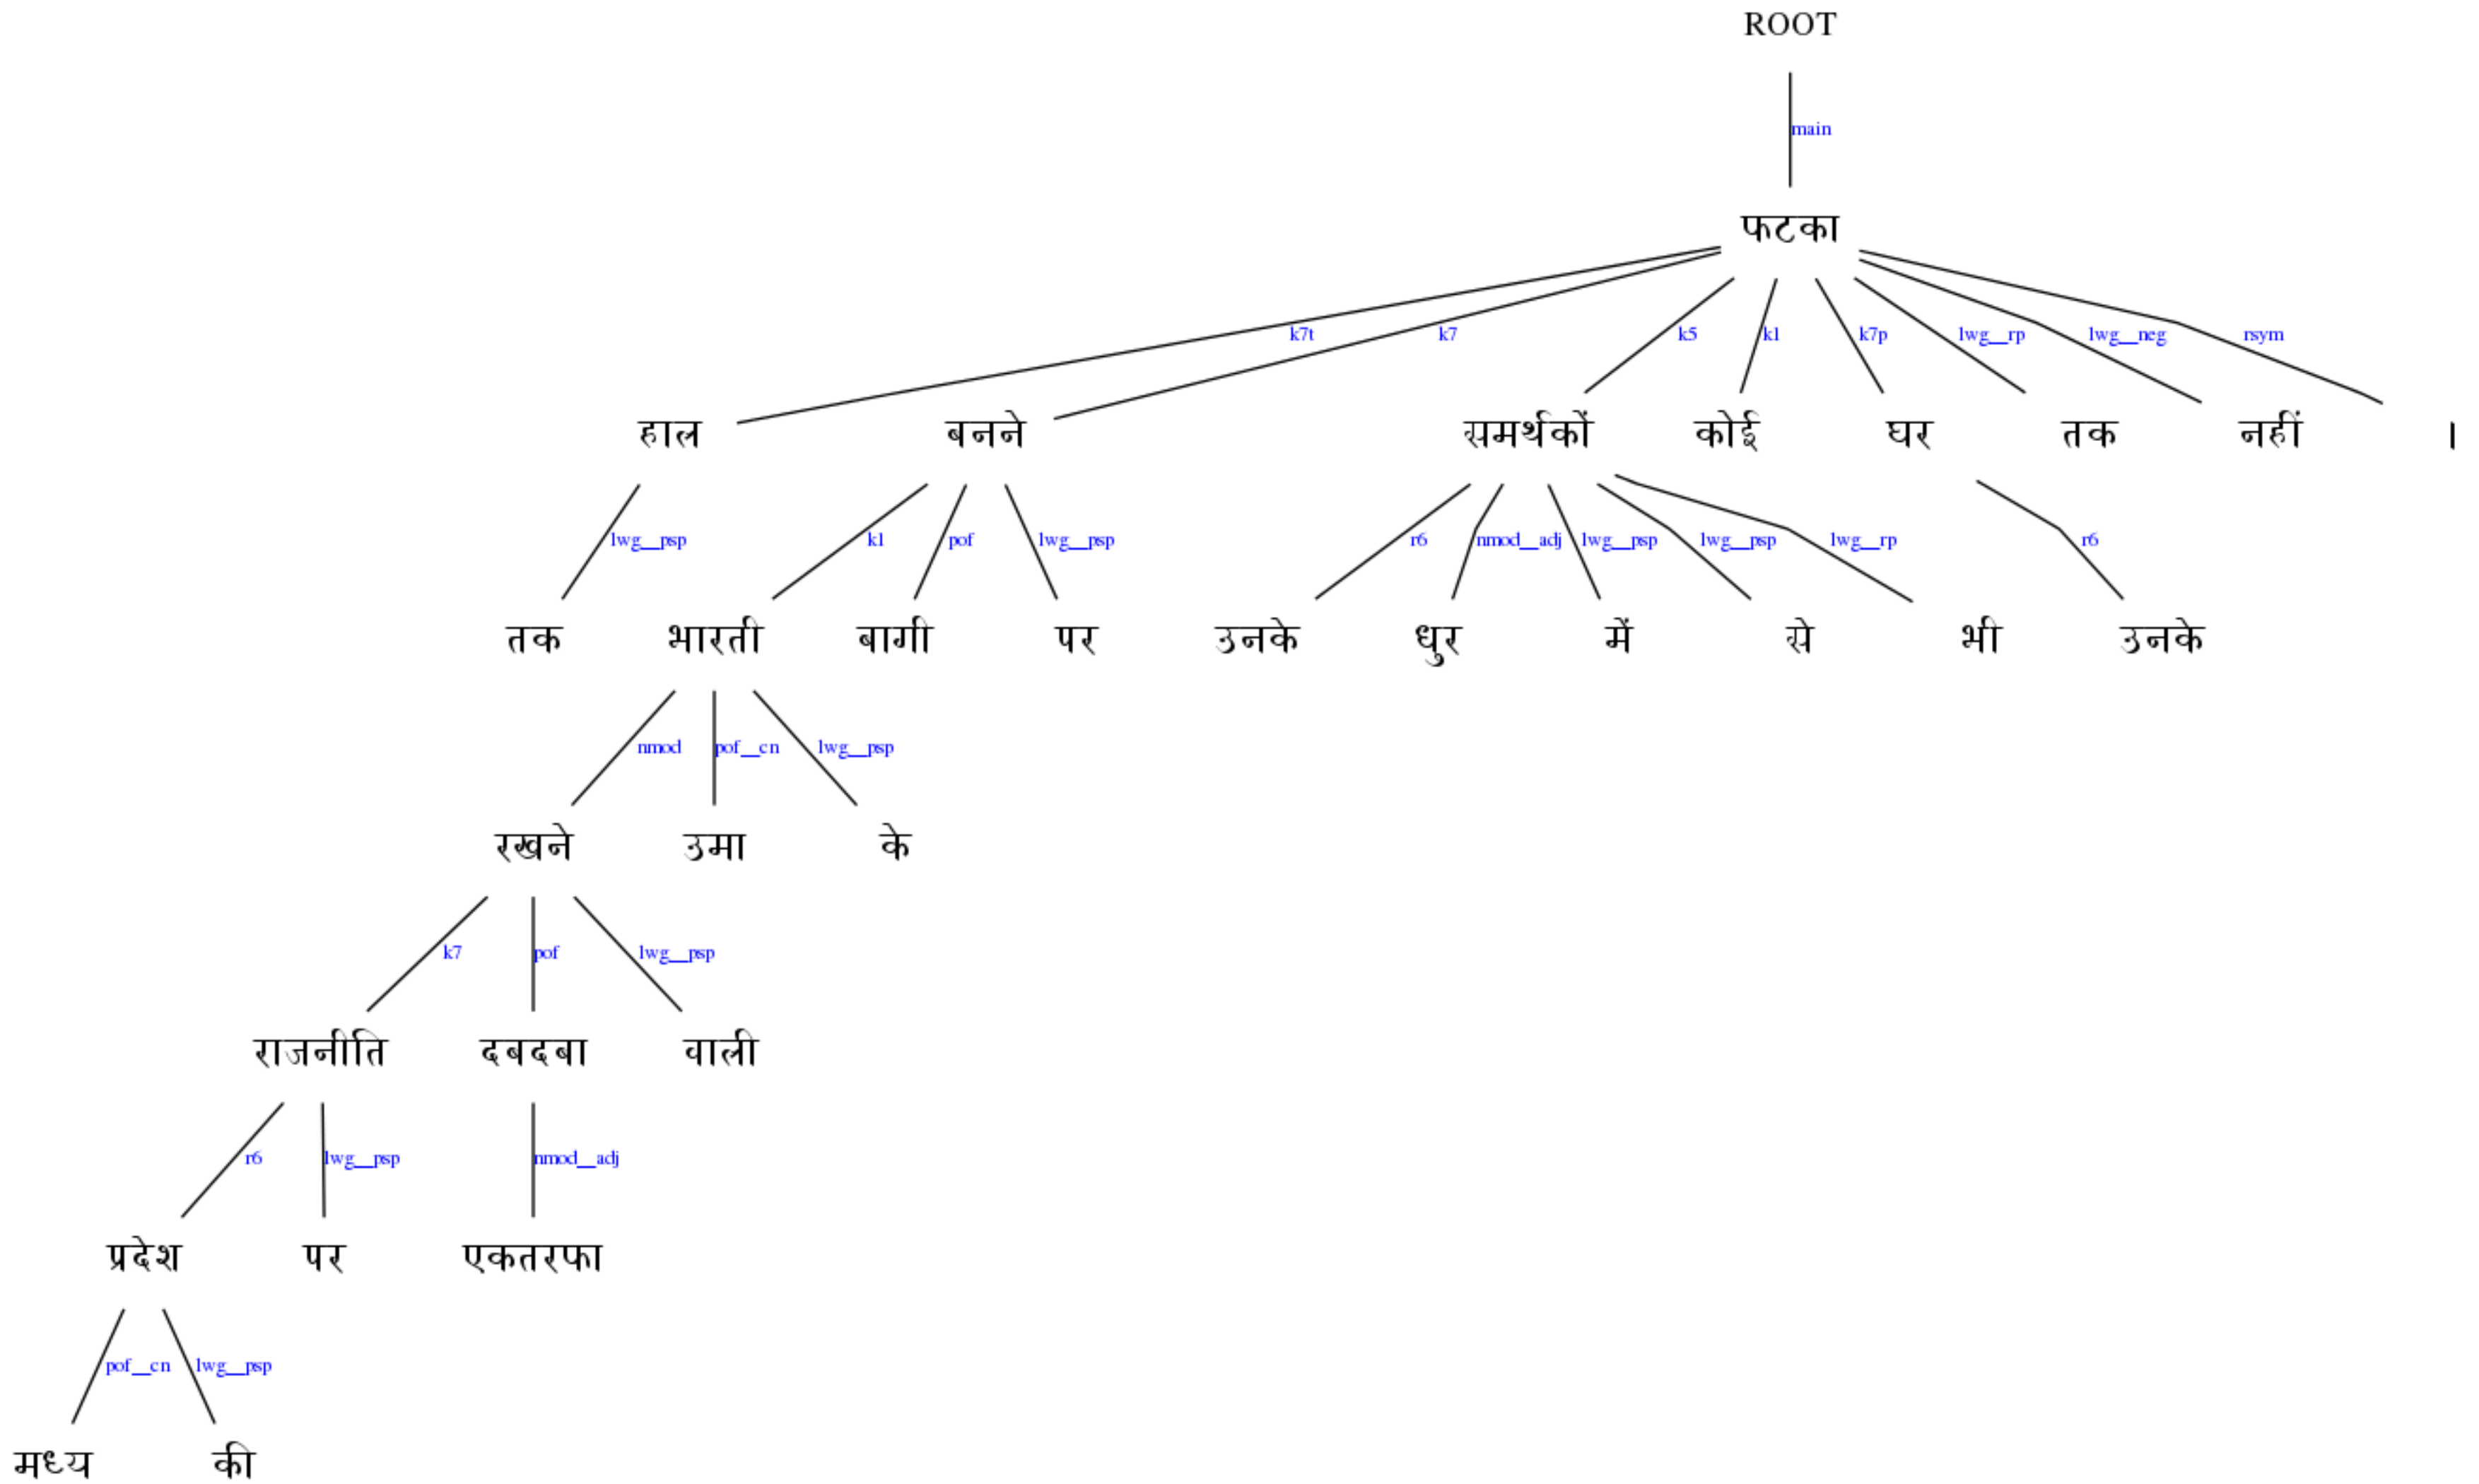 ROOT
main
फटका
k7t k7 k5 k1 k7p lwg__rp lwg__neg rsym
हाल बनने समर्थकों कोई घर तक नहीं ।
lwg__psp k1 pof lwg__psp r6 nmod__adj lwg__psp lwg__psp lwg__rp r6
तक भारती बागी पर उनके धुर में से भी उनके
nmod pof__cn lwg__psp
रखने उमा के
k7 pof lwg__psp
राजनीति दबदबा वाली
r6 lwg__psp nmod__adj
प्रदेश पर एकतरफा
pof__cn lwg__psp
मध्य की